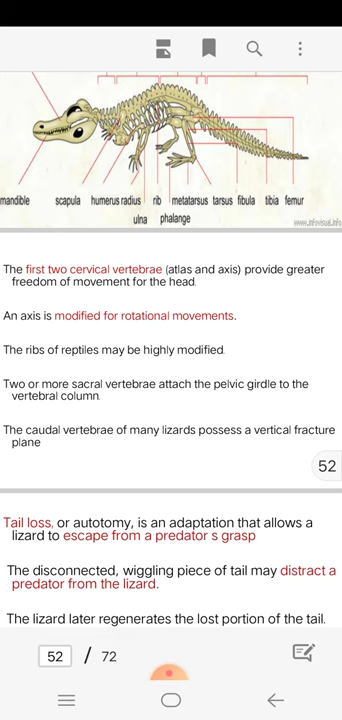 mandible scapula humerus radius rib metatarsus tarsus fibula tibia femur
ulna phalange
www.infovisual.info
The first two cervical vertebrae (atlas and axis) provide greater
freedom of movement for the head.
An axis is modified for rotational movements.
The ribs of reptiles may be highly modified.
Two or more sacral vertebrae attach the pelvic girdle to the
vertebral column.
The caudal vertebrae of many lizards possess a vertical fracture
plane
52
Tail loss, or autotomy, is an adaptation that allows a
lizard to escape from a predator s grasp
The disconnected, wiggling piece of tail may distract a
predator from the lizard.
The lizard later regenerates the lost portion of the tail.
52 / 72